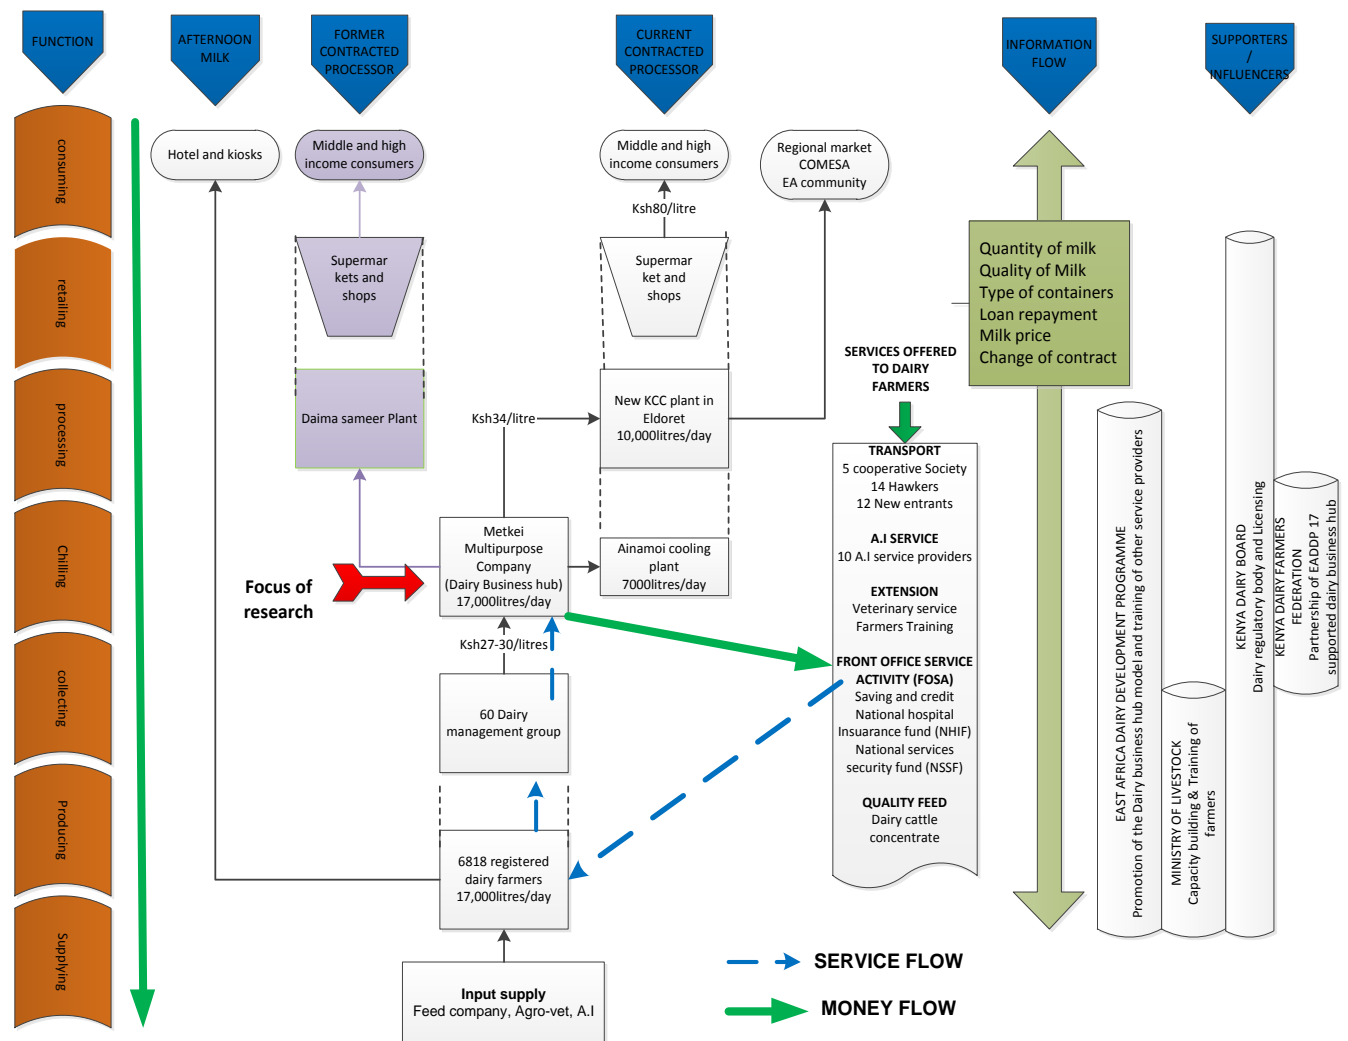 FUNCTION
AFTERNOON
MILK
FORMER
CONTRACTED
PROCESSOR
CURRENT
CONTRACTED
PROCESSOR
INFORMATION
FLOW
SUPPORTERS
/
INFLUENCERS
consuming
retailing
processing
Chilling
collecting
Producing
Supplying
Hotel and kiosks
Middle and high
income consumers
Supermar
kets and
shops
Daima sameer Plant
Middle and high
income consumers
Ksh80/litre
Supermar
ket and
shops
Regional market
COMESA
EA community
Ksh34/litre
New KCC plant in
Eldoret
10,000litres/day
Metkei
Multipurpose
Company
(Dairy Business hub)
17,000litres/day
Ainamoi cooling
plant
7000litres/day
Focus of
research
Ksh27-30/litres
60 Dairy
management group
6818 registered
dairy farmers
17,000litres/day
Input supply
Feed company, Agro-vet, A.I
SERVICES OFFERED
TO DAIRY
FARMERS
TRANSPORT
5 cooperative Society
14 Hawkers
12 New entrants
A.I SERVICE
10 A.I service providers
EXTENSION
Veterinary service
Farmers Training
FRONT OFFICE SERVICE
ACTIVITY (FOSA)
Saving and credit
National hospital
Insuarance fund (NHIF)
National services
security fund (NSSF)
QUALITY FEED
Dairy cattle
concentrate
Quantity of milk
Quality of Milk
Type of containers
Loan repayment
Milk price
Change of contract
EAST AFRICA DAIRY DEVELOPMENT PROGRAMME
Promotion of the Dairy business hub model and training of other service providers
MINISTRY OF LIVESTOCK
Capacity building & Training of
farmers
KENYA DAIRY BOARD
Dairy regulatory body and Licensing
KENYA DAIRY FARMERS
FEDERATION
Partnership of EADDP 17
supported dairy business hub
SERVICE FLOW
MONEY FLOW